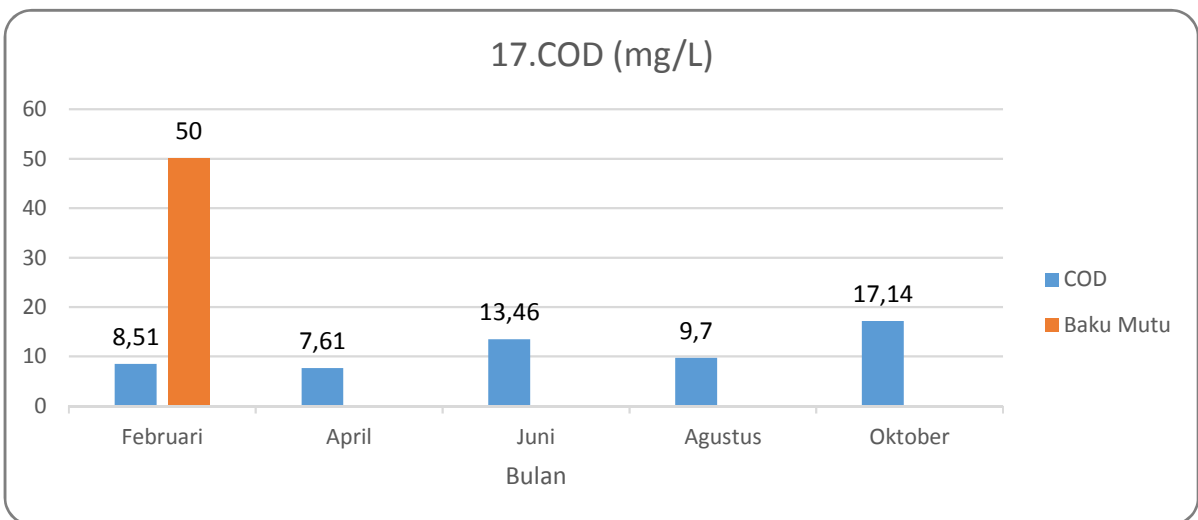 17.COD (mg/L)
60
50
40
30
20
10
0
8,51
50
7,61
13,46
9,7
17,14
Februari
April
Juni
Agustus
Oktober
Bulan
COD
Baku Mutu